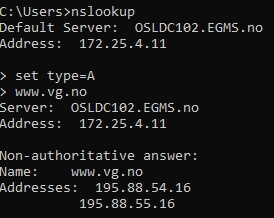 C:\Users>nslookup
Default Server:  OSLDC102.EGMS.no
Address:  172.25.4.11
> set type=A
> www.vg.no
Server:  OSLDC102.EGMS.no
Address:  172.25.4.11
Non-authoritative answer:
Name:    www.vg.no
Addresses:  195.88.54.16
195.88.55.16